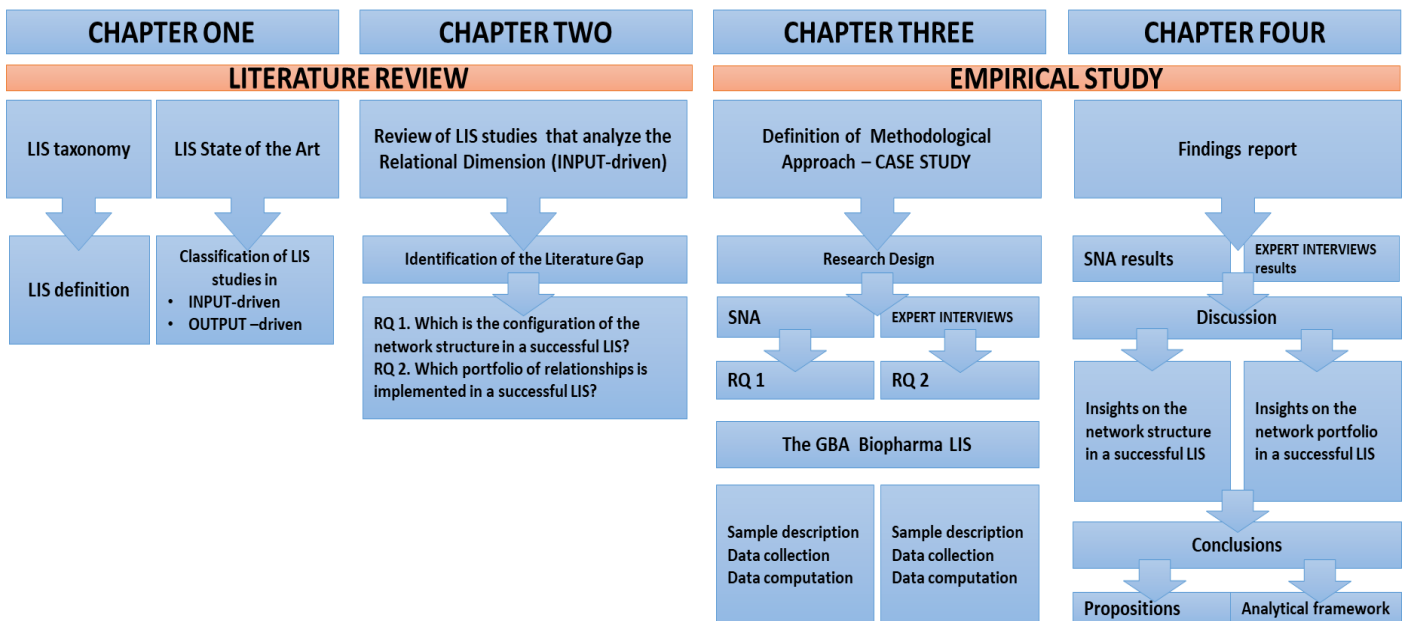 CHAPTER ONE
CHAPTER TWO
CHAPTER THREE
CHAPTER FOUR
LITERATURE REVIEW
EMPIRICAL STUDY
LIS taxonomy
LIS State of the Art
LIS definition
Classification of LIS
studies in
• INPUT-driven
• OUTPUT –driven
Review of LIS studies that analyze the
Relational Dimension (INPUT-driven)
Identification of the Literature Gap
RQ 1. Which is the configuration of the
network structure in a successful LIS?
RQ 2. Which portfolio of relationships is
implemented in a successful LIS?
Definition of Methodological
Approach – CASE STUDY
Research Design
SNA
EXPERT INTERVIEWS
RQ 1
RQ 2
The GBA Biopharma LIS
Sample description
Data collection
Data computation
Sample description
Data collection
Data computation
Findings report
SNA results
EXPERT INTERVIEWS
results
Discussion
Insights on the
network structure
in a successful LIS
Insights on the
network portfolio
in a successful LIS
Conclusions
Propositions
Analytical framework